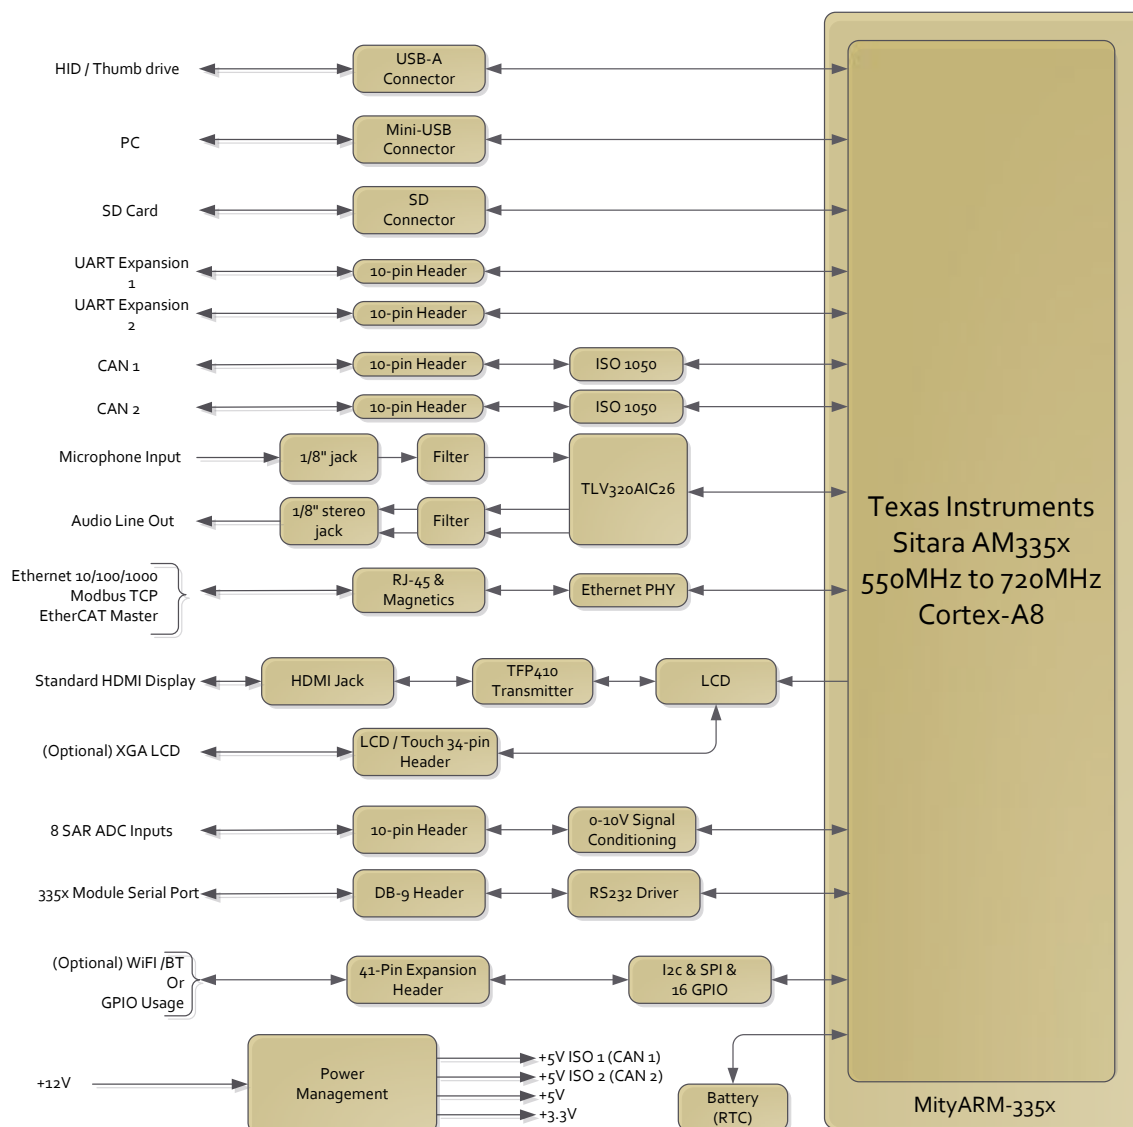 HID / Thumb drive
USB-A
Connector
PC
Mini-USB
Connector
SD Card
SD
Connector
UART Expansion
1
10-pin Header
UART Expansion
2
10-pin Header
CAN 1
10-pin Header
ISO 1050
CAN 2
10-pin Header
ISO 1050
Microphone Input
1/8" jack
Filter
TLV320AIC26
Audio Line Out
1/8" stereo
jack
Filter
Ethernet 10/100/1000
Modbus TCP
EtherCAT Master
RJ-45 &
Magnetics
Ethernet PHY
Standard HDMI Display
HDMI Jack
TFP410
Transmitter
LCD
(Optional) XGA LCD
LCD / Touch 34-pin
Header
8 SAR ADC Inputs
10-pin Header
0-10V Signal
Conditioning
335x Module Serial Port
DB-9 Header
RS232 Driver
(Optional) WiFI /BT
Or
GPIO Usage
41-Pin Expansion
Header
I2c & SPI &
16 GPIO
+12V
Power
Management
+5V ISO 1 (CAN 1)
+5V ISO 2 (CAN 2)
+5V
+3.3V
Battery
(RTC)
Texas Instruments
Sitara AM335x
550MHz to 720MHz
Cortex-A8
MityARM-335x